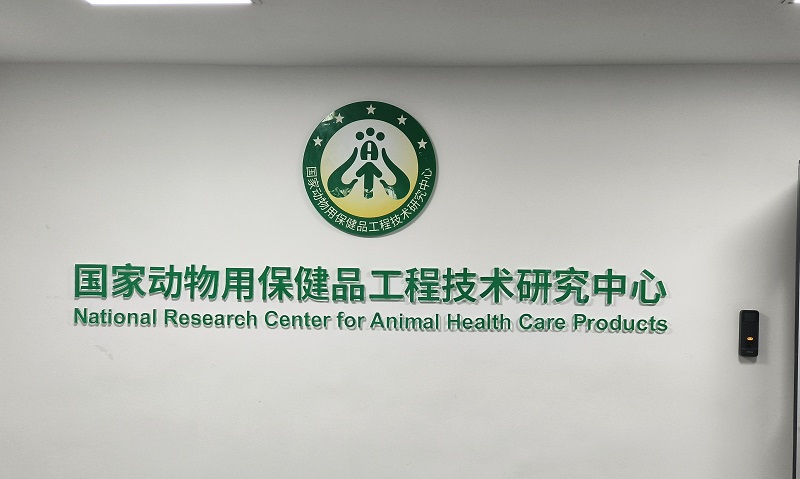 A
国家动物用保健品工程技术研究中心
国家动物用保健品工程技术研究中心
National Research Center for Animal Health Care Products